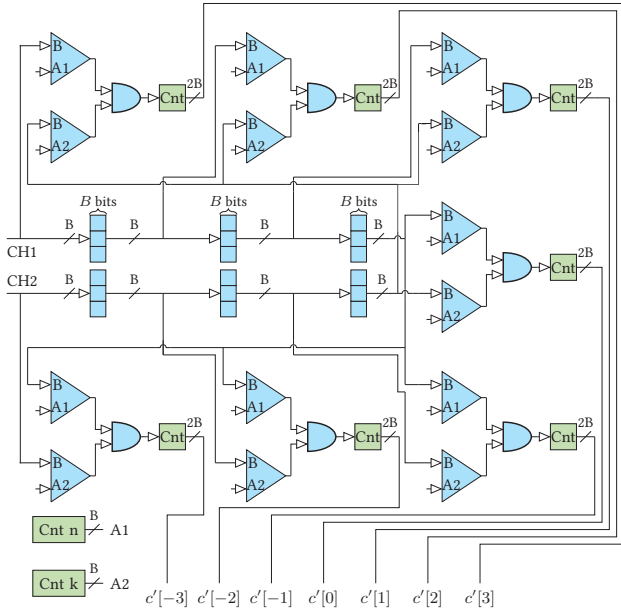 B B B
2B 2B 2B
A1 Cnt A1 Cnt A1 Cnt
B B B
A2 A2 A2
B bits B bits B bits
B B B B B B B
CH1 A1 2B
Cnt
CH2 B B B B B B B
A2
B B B
A1 2B A1 2B A1 2B
Cnt Cnt Cnt
B B B
A2 A2 A2
B
Cnt n A1
B
Cnt k A2
c′[−3] c′[−2] c′[−1] c′[0] c′[1] c′[2] c′[3]